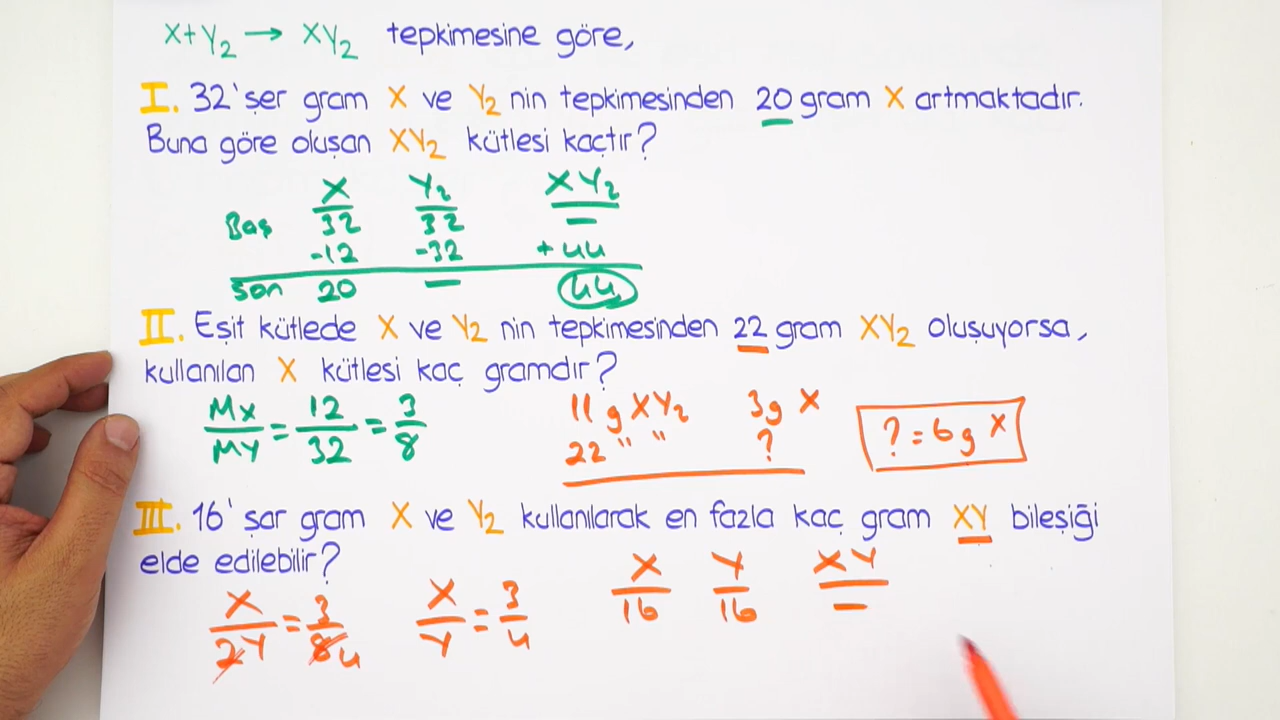 X+Y₂ → XY₂ tepkimesine göre,
I. 32'şer gram X ve Y₂ nin tepkimesinden 20 gram X artmaktadır.
Buna göre oluşan XY₂ kütlesi kaçtır?
X Y₂ XY₂
Baş 32 32 –
-12 -32 +44
Son 20 – 44
II. Eşit kütlede X ve Y₂ nin tepkimesinden 22 gram XY₂ oluşuyorsa,
kullanılan X kütlesi kaç gramdır?
Mx/My = 12/32 = 3/8
11 g XY₂ 3g X
22 " " ?
? = 6g X
III. 16'şar gram X ve Y₂ kullanılarak en fazla kaç gram XY bileşiği
elde edilebilir?
X/2Y = 3/8 4
X/Y = 3/4
X Y XY
16 16 –